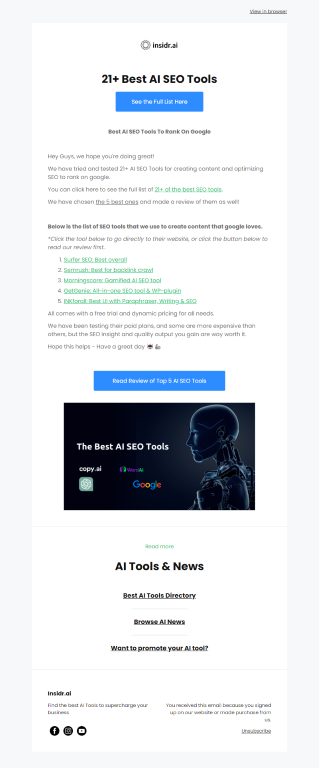 View in browser
insidr.ai
21+ Best AI SEO Tools
See the Full List Here
Best AI SEO Tools To Rank On Google
Hey Guys, we hope you're doing great!
We have tried and tested 21+ AI SEO Tools for creating content and optimizing
SEO to rank on google.
You can click here to see the full list of 21+ of the best SEO tools.
We have chosen the 5 best ones and made a review of them as well!
Below is the list of SEO tools that we use to create content that google loves.
*Click the tool below to go directly to their website, or click the button below to
read our review first.
1. Surfer SEO: Best overall
2. Semrush: Best for backlink crawl
3. Morningscore: Gamified AI SEO tool
4. GetGenie: All-in-one SEO tool & WP-plugin
5. INKforall: Best UI with Paraphraser, Writing & SEO
All comes with a free trial and dynamic pricing for all needs.
We have been testing their paid plans, and some are more expensive than
others, but the SEO insight and quality output you gain are way worth it.
Hope this helps - Have a great day
Read Review of Top 5 AI SEO Tools
The Best AI SEO Tools
copy.ai
WordAI
Google
Read more
AI Tools & News
Best AI Tools Directory
Browse AI News
Want to promote your AI tool?
Insidr.ai
Find the best AI Tools to supercharge your
business.
You received this email because you signed
up on our website or made purchase from
us.
Unsubscribe